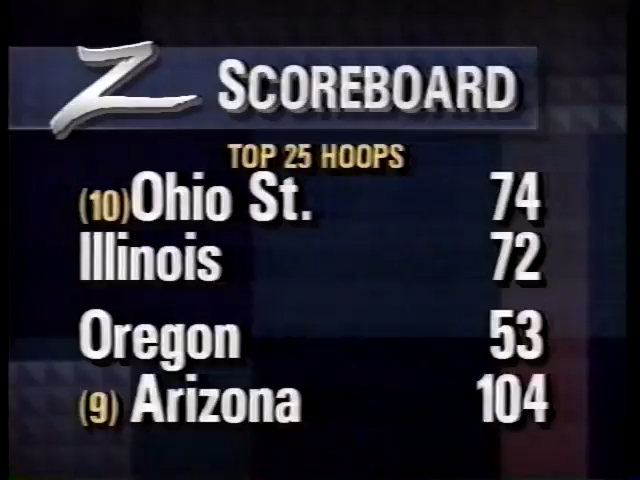 Z SCOREBOARD
TOP 25 HOOPS
(10) Ohio St. 74
Illinois 72
Oregon 53
(9) Arizona 104